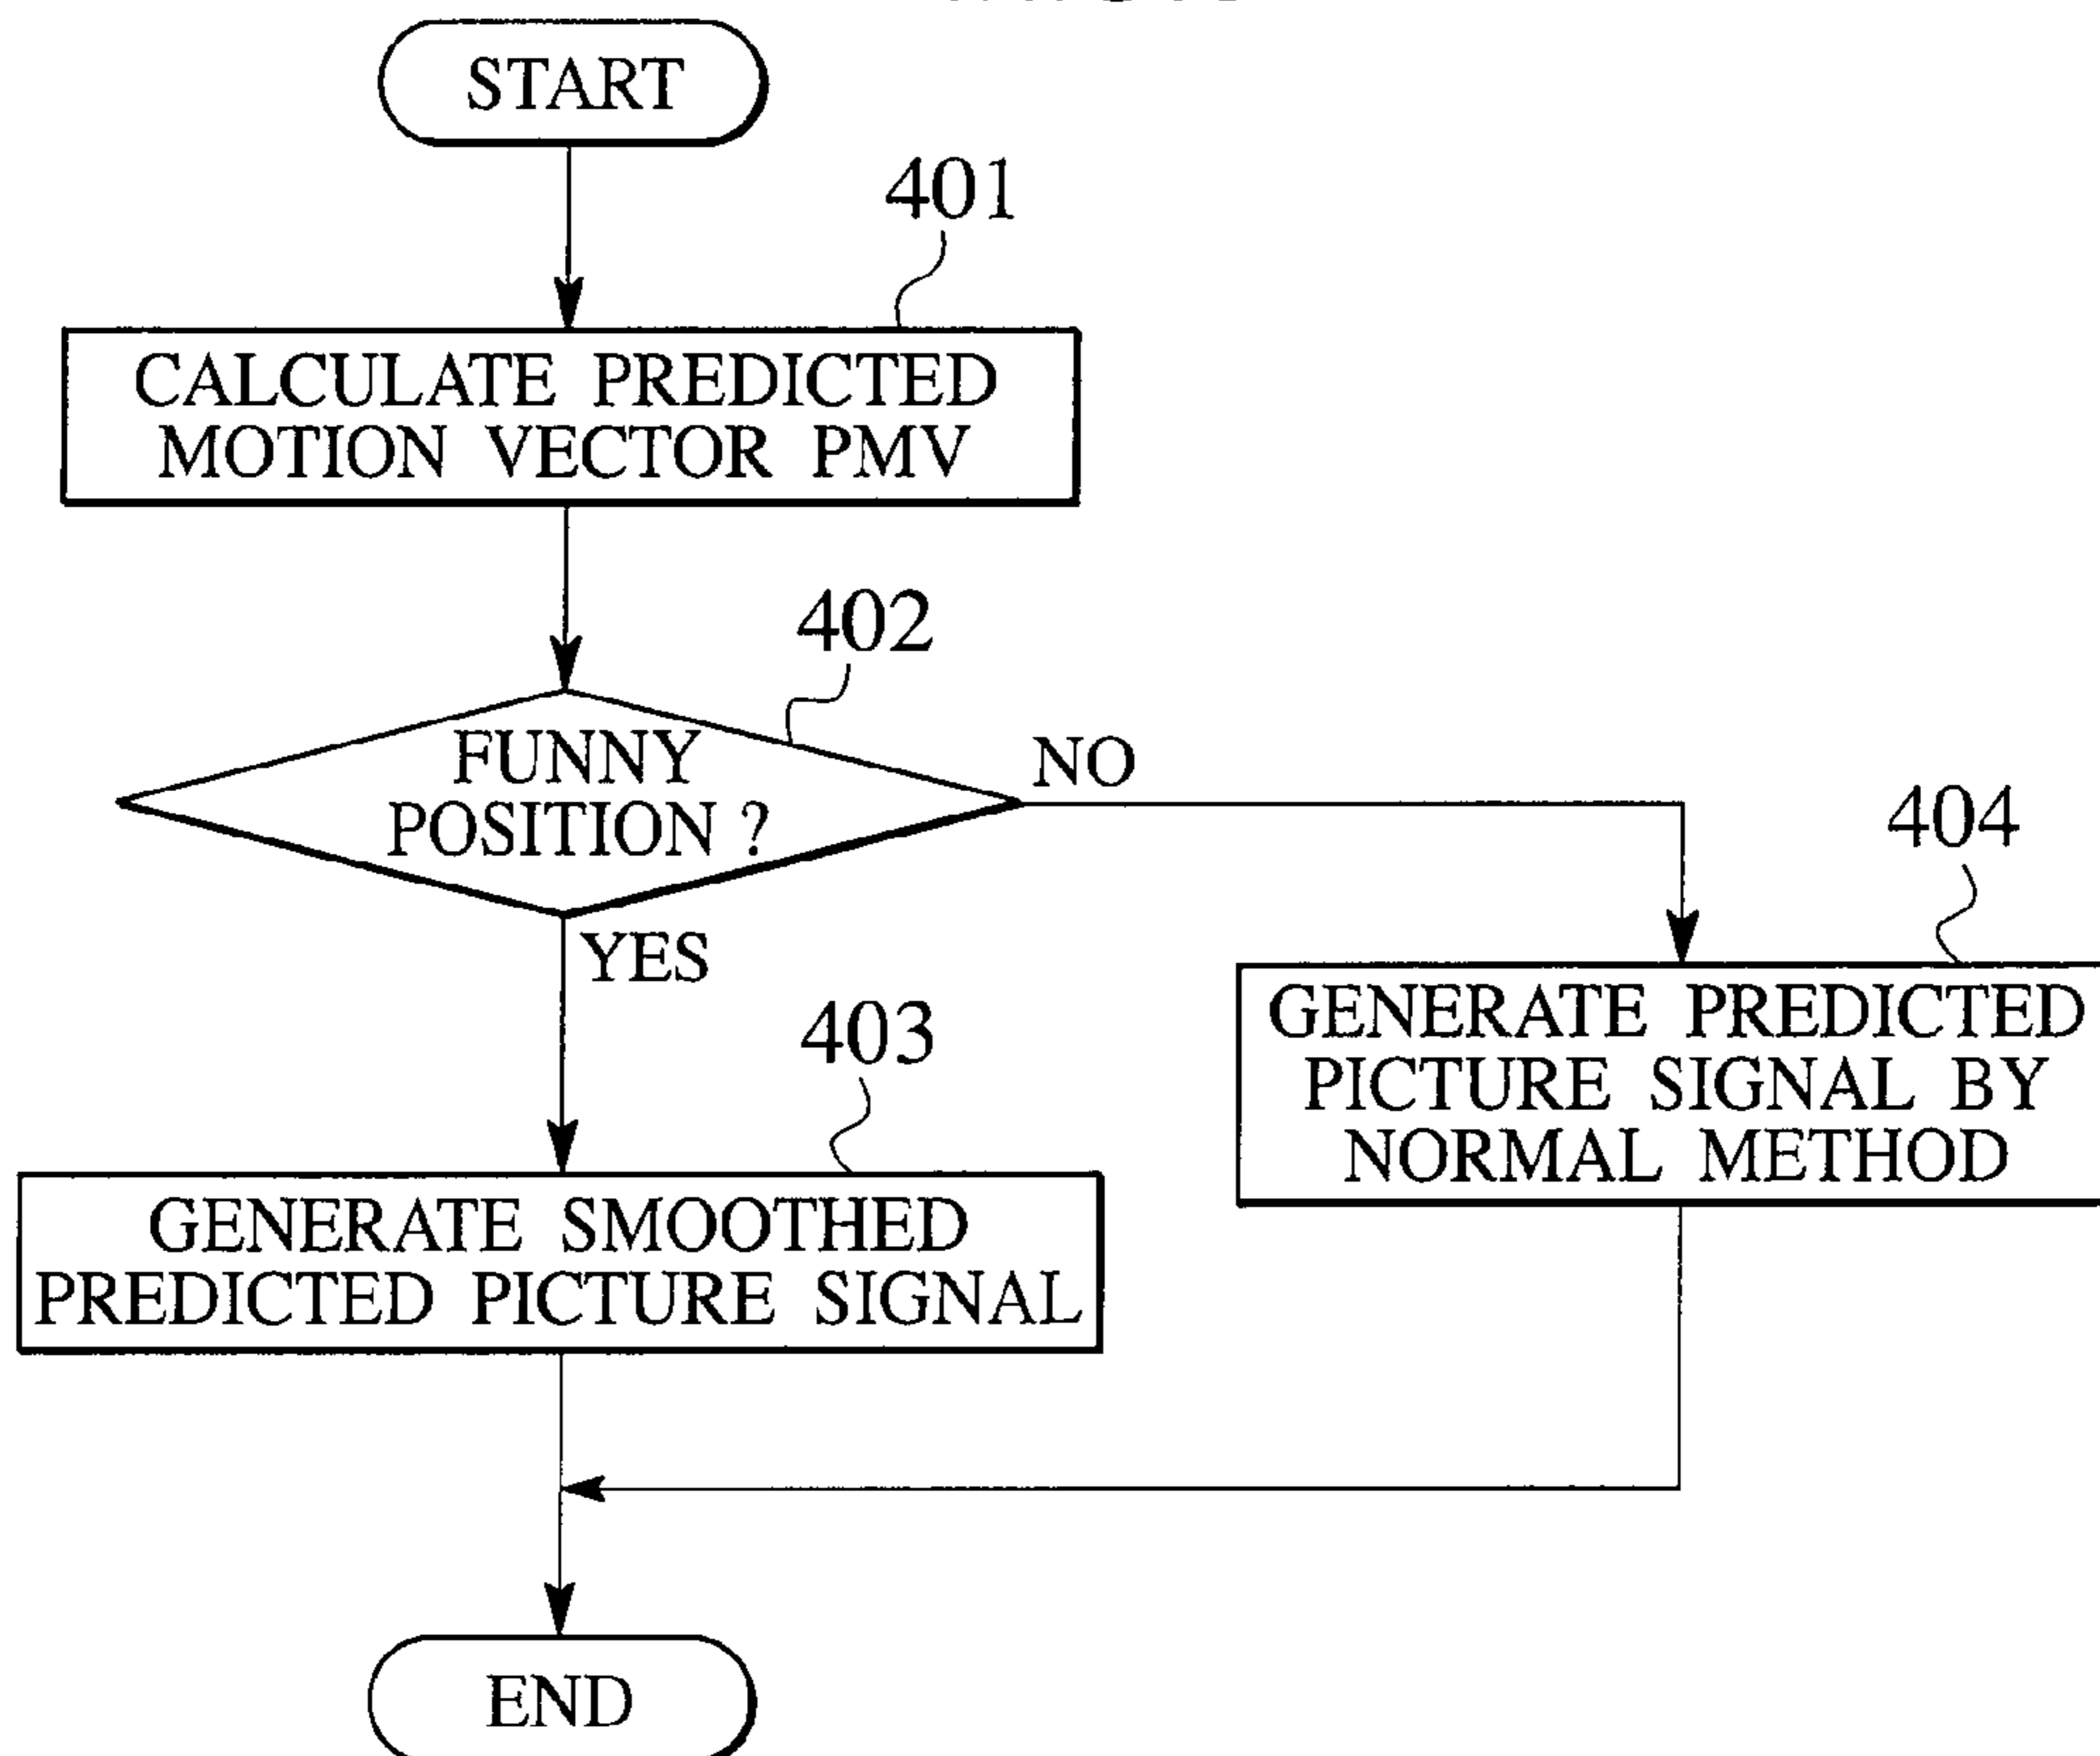 START
401
CALCULATE PREDICTED
MOTION VECTOR PMV
402
FUNNY
POSITION ?
NO
YES
404
GENERATE PREDICTED
PICTURE SIGNAL BY
NORMAL METHOD
403
GENERATE SMOOTHED
PREDICTED PICTURE SIGNAL
END